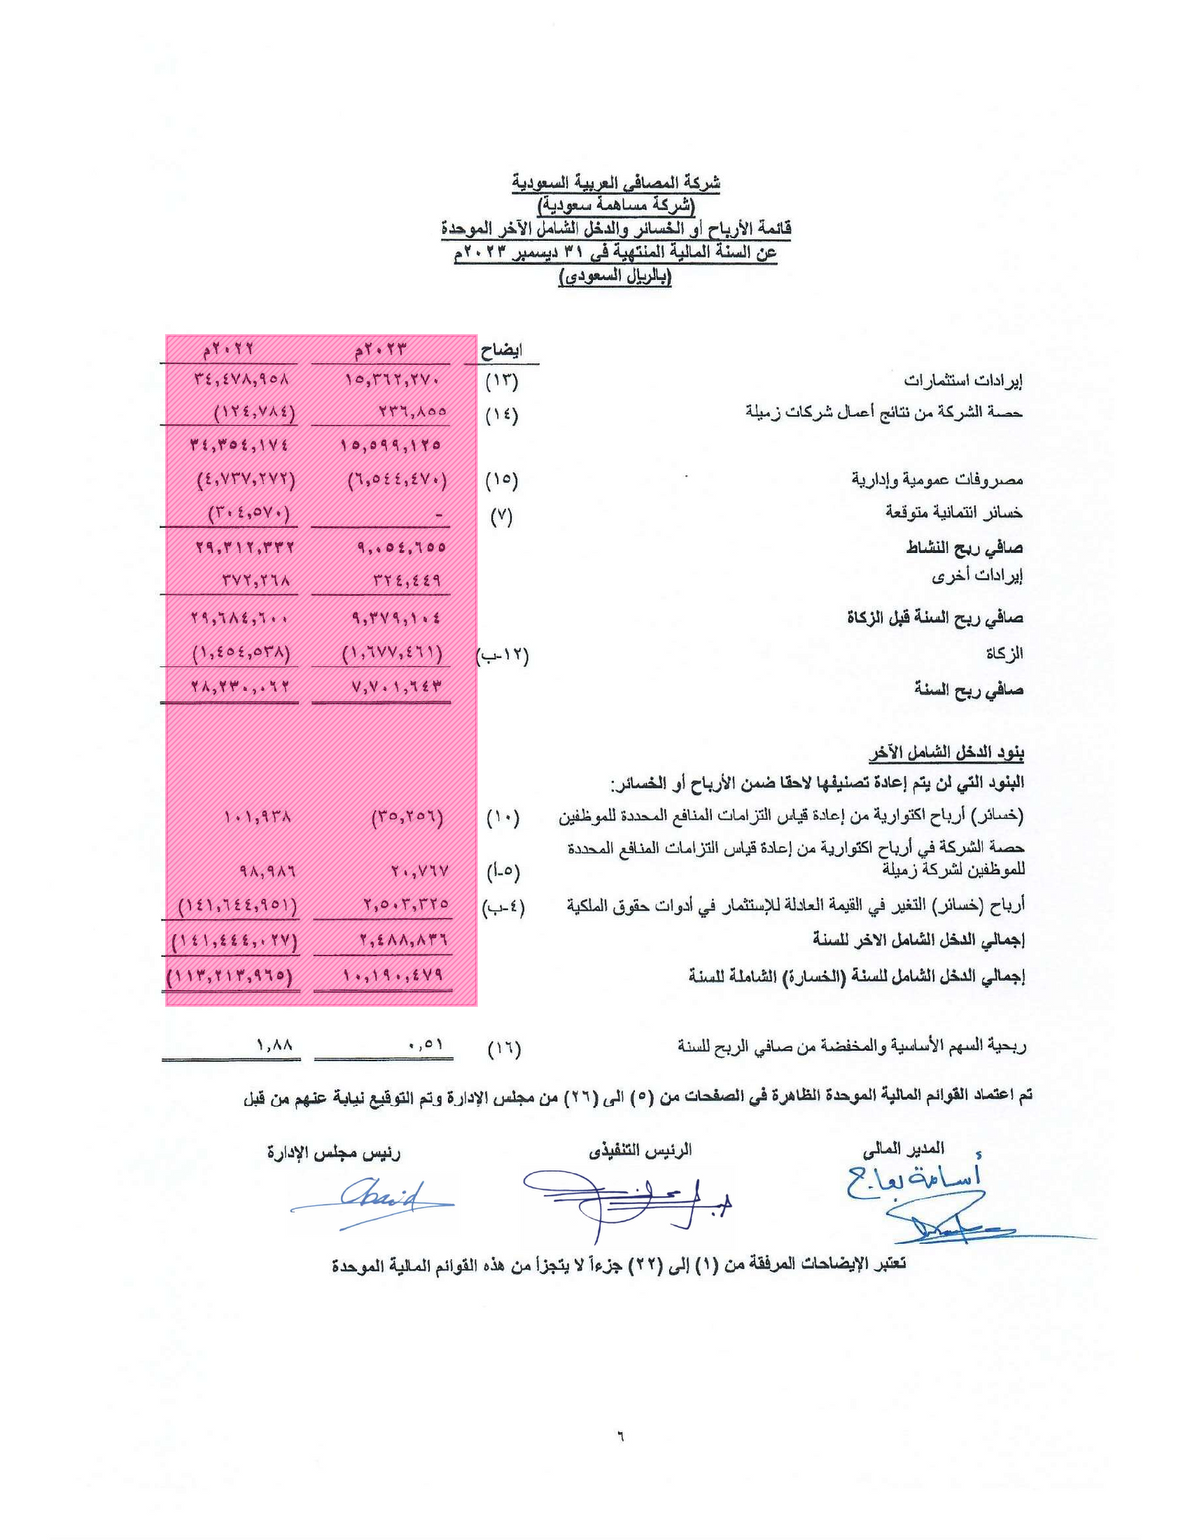 شركة المصافي العربية السعودية
(شركة مساهمة سعودية)
قائمة الأرباح أو الخسائر والدخل الشامل الآخر الموحدة
عن السنة المالية المنتهية في ٣١ ديسمبر ٢٠٢٣م
(بالريال السعودي)
ايضاح ٢٠٢٣م ٢٠٢٢م
إيرادات استثمارات (١٣) ١٥,٣٦٢,٢٧٠ ٣٤,٤٧٨,٩٥٨
حصة الشركة من نتائج أعمال شركات زميلة (١٤) ٢٣٦,٨٥٥ (١٢٤,٧٨٤)
١٥,٥٩٩,١٢٥ ٣٤,٣٥٤,١٧٤
مصروفات عمومية وإدارية (١٥) (٦,٥٤٤,٤٧٠) (٤,٧٣٧,٢٧٢)
خسائر ائتمانية متوقعة (٧) - (٣٠٤,٥٧٠)
صافي ربح النشاط ٩,٠٥٤,٦٥٥ ٢٩,٣١٢,٣٣٢
إيرادات أخرى ٣٢٤,٤٤٩ ٣٧٢,٢٦٨
صافي ربح السنة قبل الزكاة ٩,٣٧٩,١٠٤ ٢٩,٦٨٤,٦٠٠
الزكاة (١٢-ب) (١,٦٧٧,٤٦١) (١,٤٥٤,٥٣٨)
صافي ربح السنة ٧,٧٠١,٦٤٣ ٢٨,٢٣٠,٠٦٢
بنود الدخل الشامل الآخر
البنود التي لن يتم إعادة تصنيفها لاحقا ضمن الأرباح أو الخسائر:
(خسائر) أرباح اكتوارية من إعادة قياس التزامات المنافع المحددة للموظفين (١٠) (٣٥,٢٥٦) ١٠١,٩٣٨
حصة الشركة في أرباح اكتوارية من إعادة قياس التزامات المنافع المحددة
للموظفين لشركة زميلة (٥-أ) ٢٠,٧٦٧ ٩٨,٩٨٦
أرباح (خسائر) التغير في القيمة العادلة للإستثمار في أدوات حقوق الملكية (٤-ب) ٢,٥٠٣,٣٢٥ (١٤١,٦٤٤,٩٥١)
إجمالي الدخل الشامل الاخر للسنة ٢,٤٨٨,٨٣٦ (١٤١,٤٤٤,٠٢٧)
إجمالي الدخل الشامل للسنة (الخسارة) الشاملة للسنة ١٠,١٩٠,٤٧٩ (١١٣,٢١٣,٩٦٥)
ربحية السهم الأساسية والمخفضة من صافي الربح للسنة (١٦) ٠,٥١ ١,٨٨
تم اعتماد القوائم المالية الموحدة الظاهرة في الصفحات من (٥) الى (٢٦) من مجلس الإدارة وتم التوقيع نيابة عنهم من قبل
المدير المالي الرئيس التنفيذى رئيس مجلس الإدارة
تعتبر الإيضاحات المرفقة من (١) إلى (٢٢) جزءاً لا يتجزأ من هذه القوائم المالية الموحدة
٦